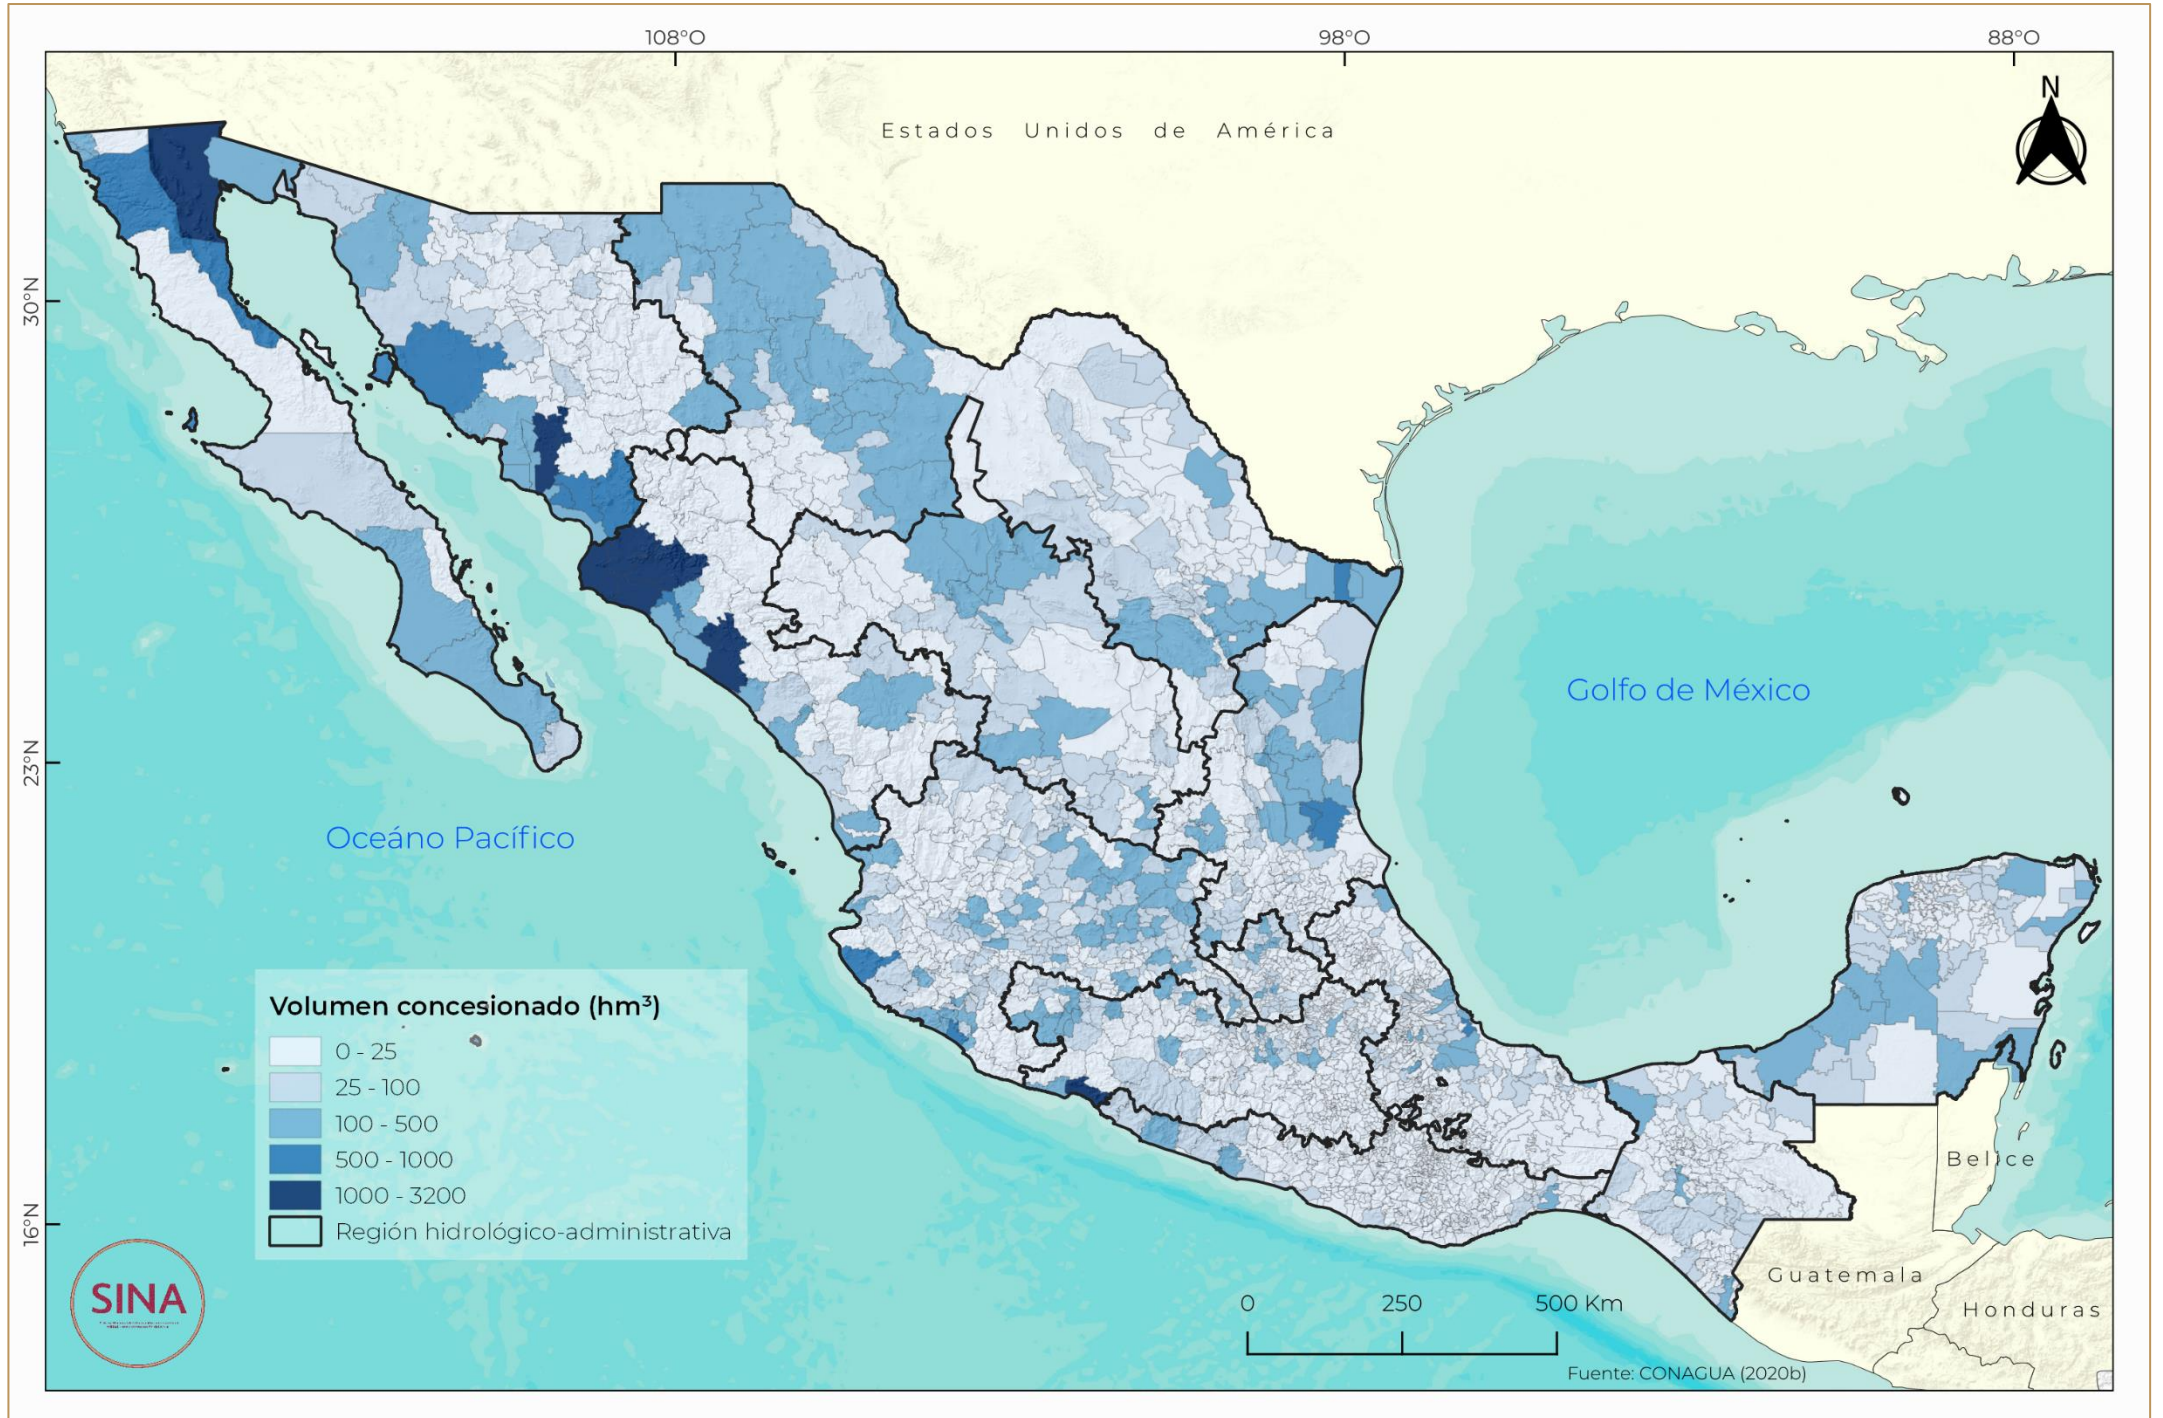 108°O
98°O
88°O
N
Estados Unidos de América
30°N
23°N
16°N
Golfo de México
Oceáno Pacífico
Volumen concesionado (hm³)
0 - 25
25 - 100
100 - 500
500 - 1000
1000 - 3200
Región hidrológico-administrativa
Belice
Guatemala
Honduras
SINA
0 250 500 Km
Fuente: CONAGUA (2020b)